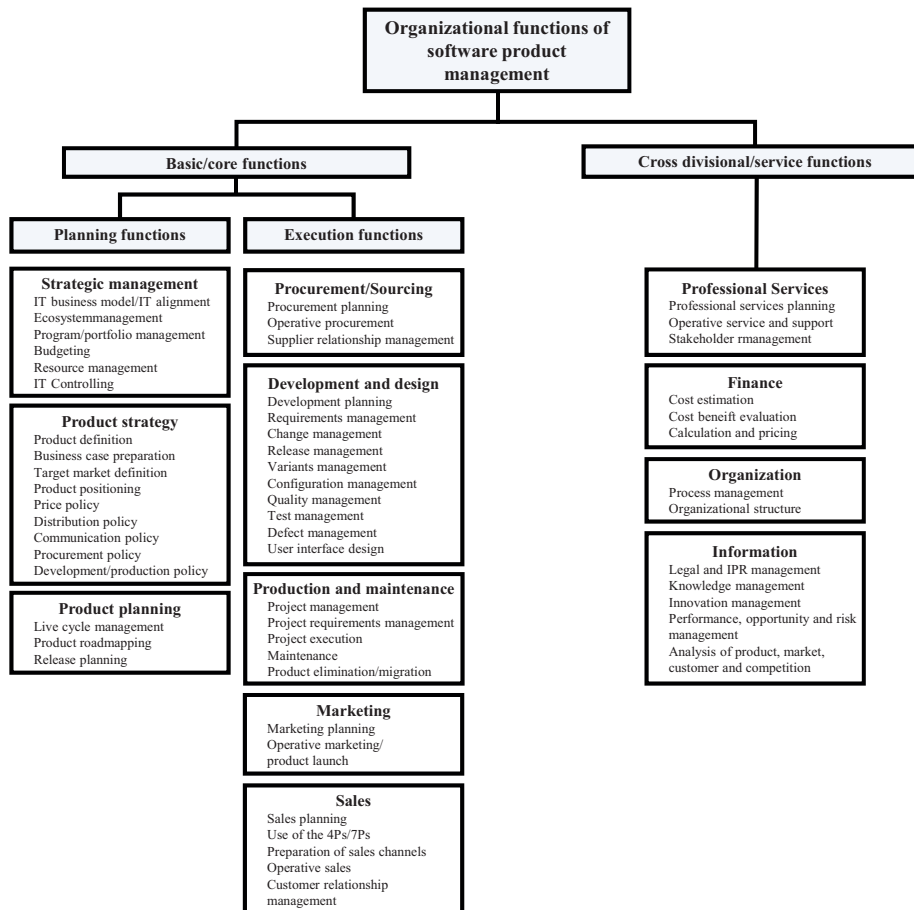 Organizational functions of
software product
management
Basic/core functions
Cross divisional/service functions
Planning functions
Execution functions
Strategic management
IT business model/IT alignment
Ecosystemmanagement
Program/portfolio management
Budgeting
Resource management
IT Controlling
Product strategy
Product definition
Business case preparation
Target market definition
Product positioning
Price policy
Distribution policy
Communication policy
Procurement policy
Development/production policy
Product planning
Live cycle management
Product roadmapping
Release planning
Procurement/Sourcing
Procurement planning
Operative procurement
Supplier relationship management
Development and design
Development planning
Requirements management
Change management
Release management
Variants management
Configuration management
Quality management
Test management
Defect management
User interface design
Production and maintenance
Project management
Project requirements management
Project execution
Maintenance
Product elimination/migration
Marketing
Marketing planning
Operative marketing/
product launch
Sales
Sales planning
Use of the 4Ps/7Ps
Preparation of sales channels
Operative sales
Customer relationship
management
Professional Services
Professional services planning
Operative service and support
Stakeholder rmanagement
Finance
Cost estimation
Cost beneift evaluation
Calculation and pricing
Organization
Process management
Organizational structure
Information
Legal and IPR management
Knowledge management
Innovation management
Performance, opportunity and risk
management
Analysis of product, market,
customer and competition